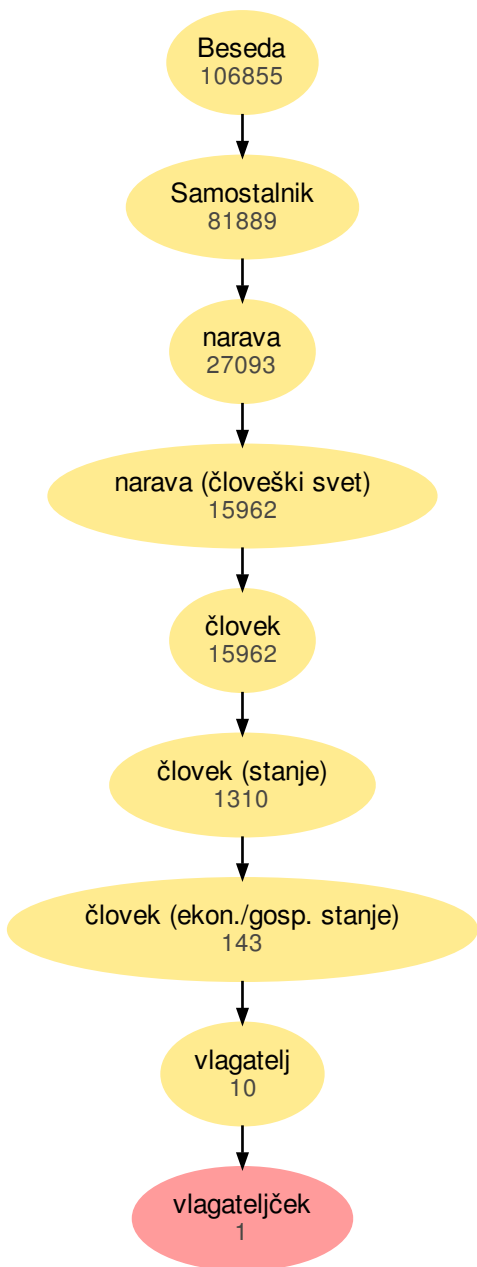 Beseda
106855
Samostalnik
81889
narava
27093
narava (človeški svet)
15962
človek
15962
človek (stanje)
1310
človek (ekon./gosp. stanje)
143
vlagatelj
10
vlagateljček
1